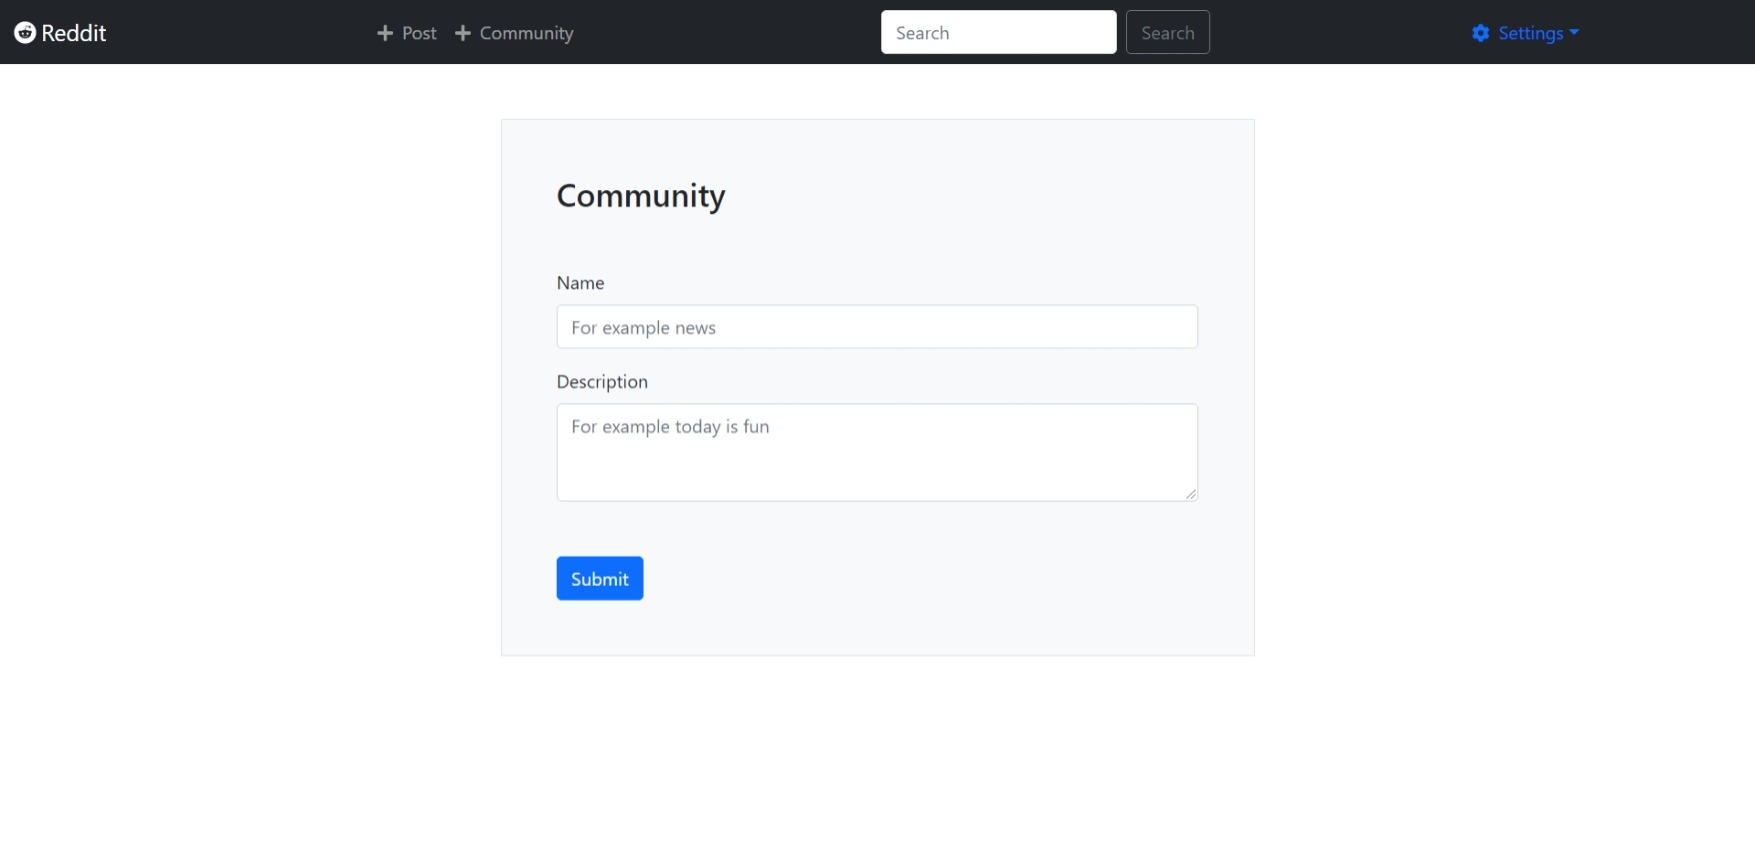 Reddit Post Community Search Search Settings
Community
Name
For example news
Description
For example today is fun
Submit